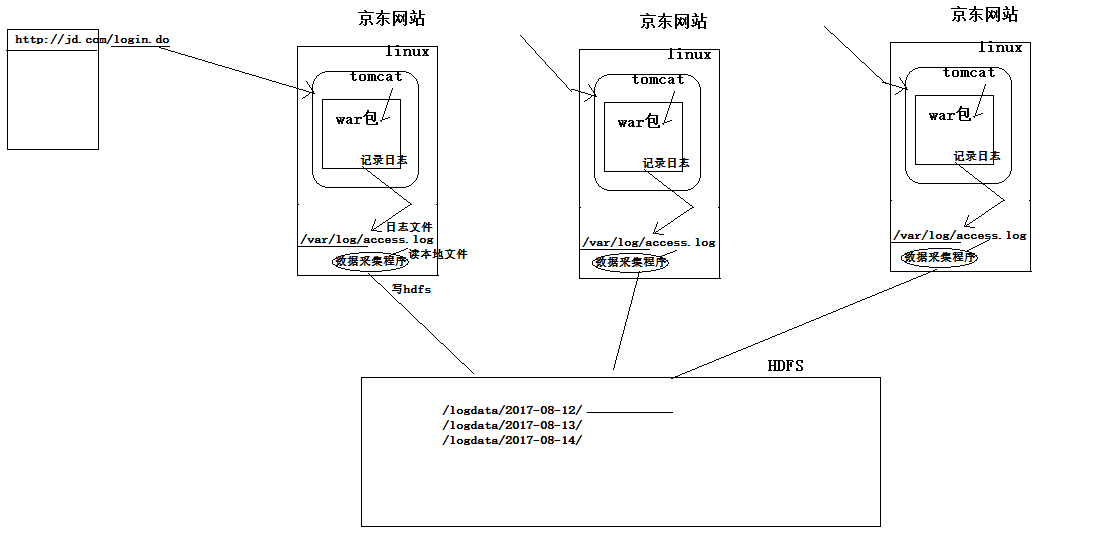 http://jd.com/login.do
京东网站
linux
tomcat
war包
记录日志
日志文件
/var/log/access.log
读本地文件
数据采集程序
写hdfs
京东网站
linux
tomcat
war包
记录日志
/var/log/access.log
数据采集程序
京东网站
linux
tomcat
war包
记录日志
/var/log/access.log
数据采集程序
HDFS
/logdata/2017-08-12/
/logdata/2017-08-13/
/logdata/2017-08-14/